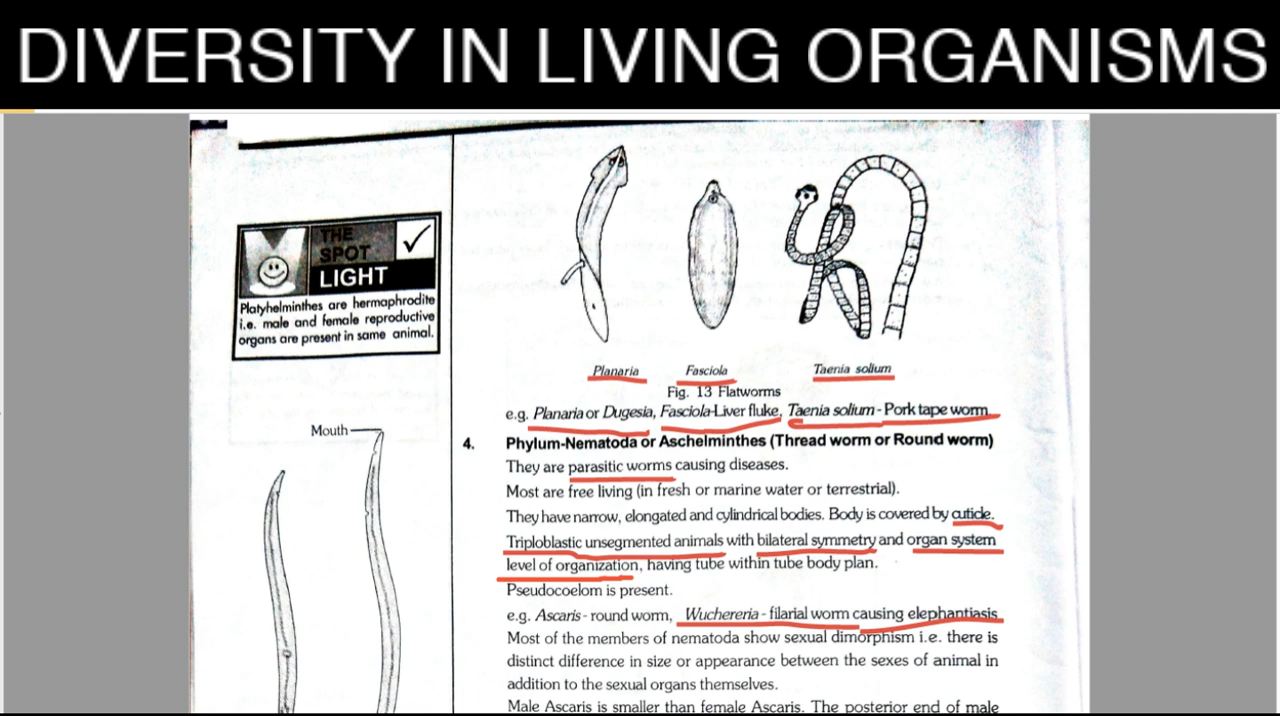 DIVERSITY IN LIVING ORGANISMS
THE
SPOT
LIGHT
Platyhelminthes are hermaphrodite
i.e. male and female reproductive
organs are present in same animal.
Planaria
Fasciola
Taenia solium
Fig. 13 Flatworms
e.g. Planaria or Dugesia, Fasciola-Liver fluke, Taenia solium - Pork tape worm.
Mouth
4. Phylum-Nematoda or Aschelminthes (Thread worm or Round worm)
They are parasitic worms causing diseases.
Most are free living (in fresh or marine water or terrestrial).
They have narrow, elongated and cylindrical bodies. Body is covered by cuticle.
Triploblastic unsegmented animals with bilateral symmetry and organ system
level of organization, having tube within tube body plan.
Pseudocoelom is present.
e.g. Ascaris - round worm, Wuchereria - filarial worm causing elephantiasis
Most of the members of nematoda show sexual dimorphism i.e. there is
distinct difference in size or appearance between the sexes of animal in
addition to the sexual organs themselves.
Male Ascaris is smaller than female Ascaris. The posterior end of male